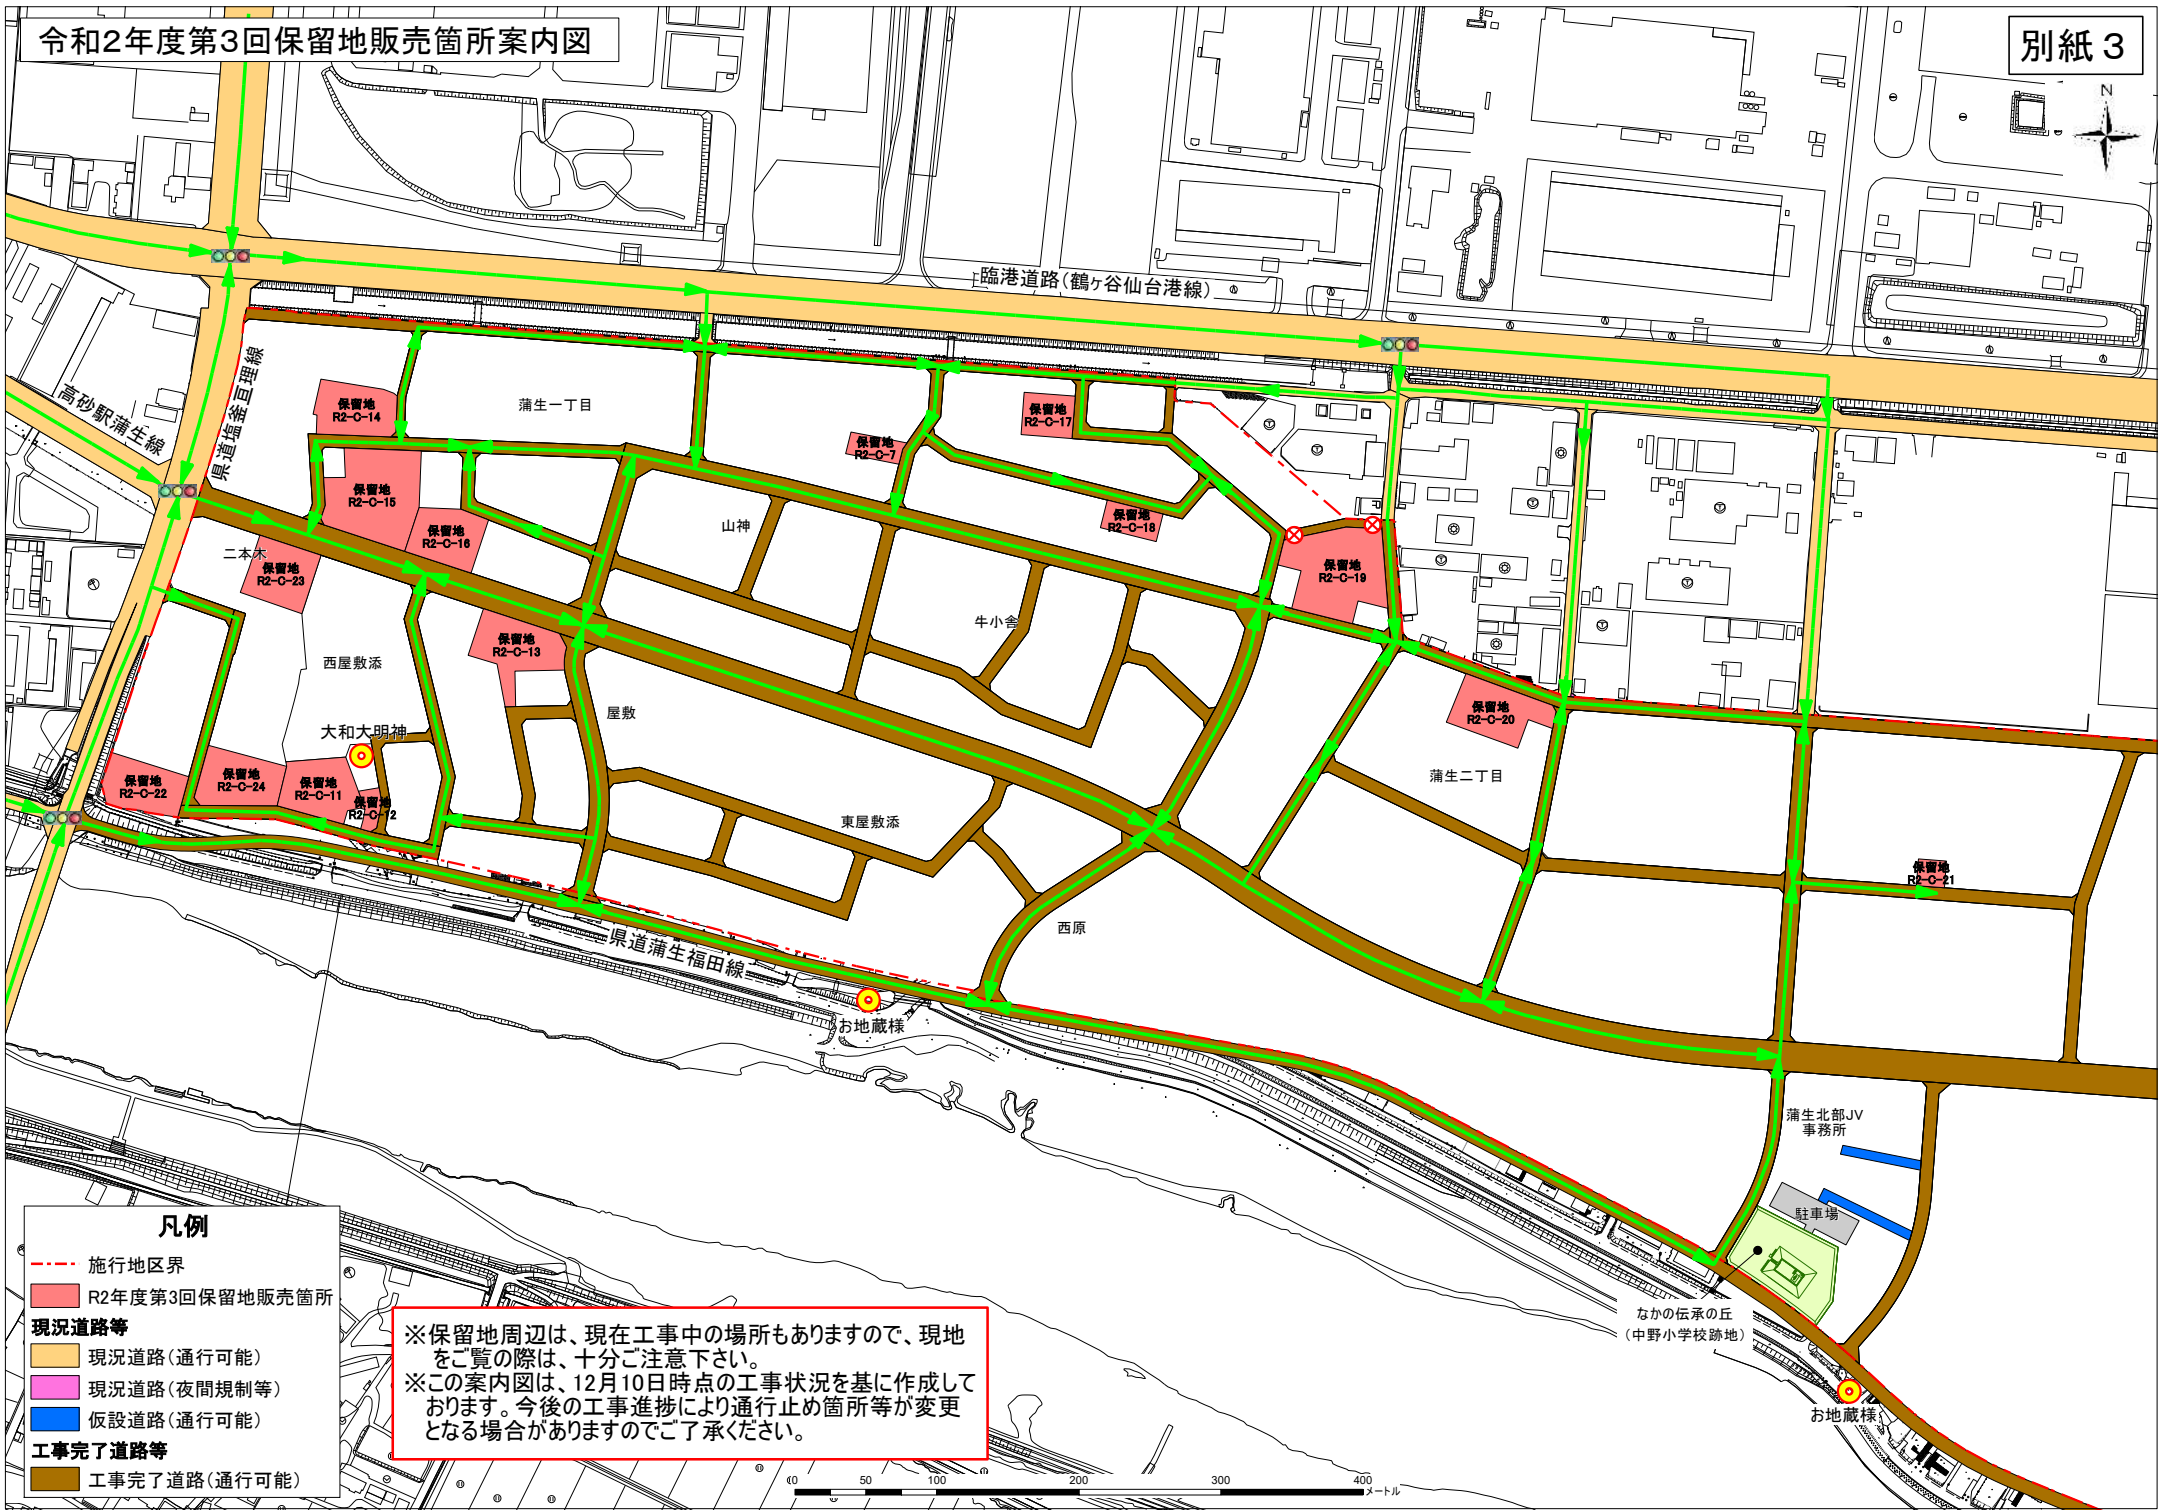 令和2年度第3回保留地販売箇所案内図
別紙3
N
臨港道路(鶴ヶ谷仙台港線)
県道塩釜亘理線
高砂駅蒲生線
保留地
R2-C-14
蒲生一丁目
保留地
R2-C-17
保留地
R2-C-7
保留地
R2-C-15
保留地
R2-C-16
山神
保留地
R2-C-18
二本木
保留地
R2-C-23
保留地
R2-C-19
牛小舎
保留地
R2-C-13
西屋敷添
屋敷
保留地
R2-C-20
大和大明神
蒲生二丁目
保留地
R2-C-22
保留地
R2-C-24
保留地
R2-C-11
保留地
R2-C-12
東屋敷添
保留地
R2-C-21
西原
県道蒲生福田線
お地蔵様
蒲生北部JV
事務所
駐車場
なかの伝承の丘
(中野小学校跡地)
お地蔵様
凡例
施行地区界
R2年度第3回保留地販売箇所
現況道路等
現況道路(通行可能)
現況道路(夜間規制等)
仮設道路(通行可能)
工事完了道路等
工事完了道路(通行可能)
※保留地周辺は、現在工事中の場所もありますので、現地
をご覧の際は、十分ご注意下さい。
※この案内図は、12月10日時点の工事状況を基に作成して
おります。今後の工事進捗により通行止め箇所等が変更
となる場合がありますのでご了承ください。
0 50 100 200 300 400
メートル